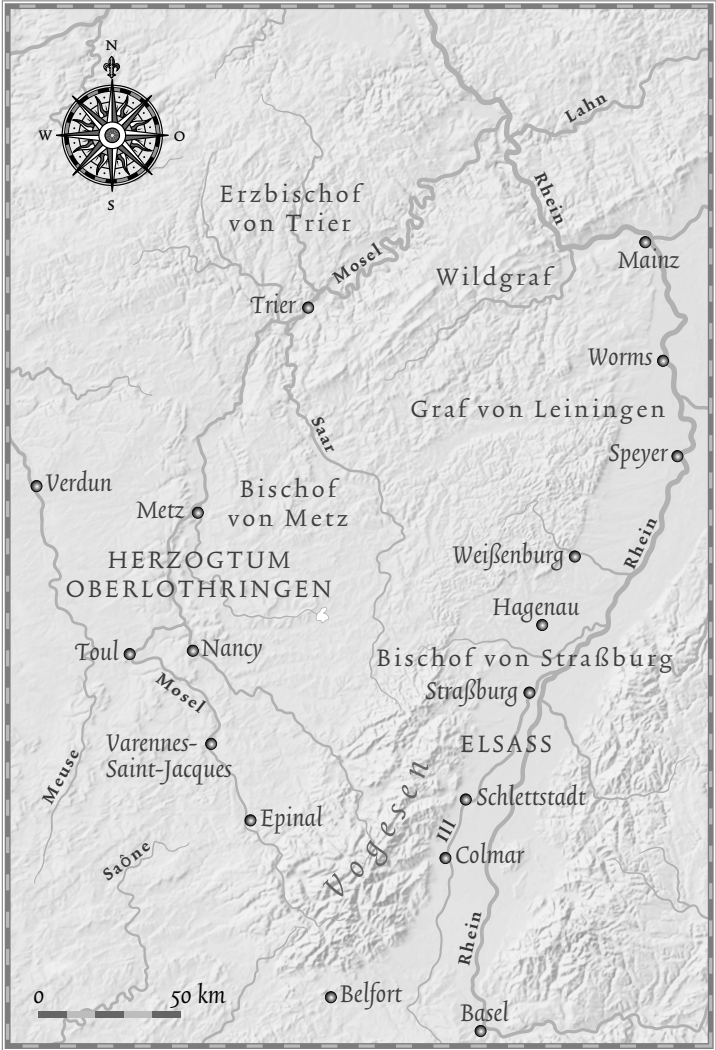 N
W
O
S
Lahn
Rhein
Erzbischof
von Trier
Mosel
Mainz
Wildgraf
Trier
Worms
Graf von Leiningen
Saar
Speyer
Verdun
Bischof
von Metz
Metz
Rhein
HERZOGTUM
OBERLOTHRINGEN
Weißenburg
Hagenau
Toul
Nancy
Bischof von Straßburg
Straßburg
Mosel
Varennes-
Saint-Jacques
ELSASS
Meuse
Vogesen
Schlettstadt
Epinal
Ill
Colmar
Saône
Rhein
0
50 km
Belfort
Basel